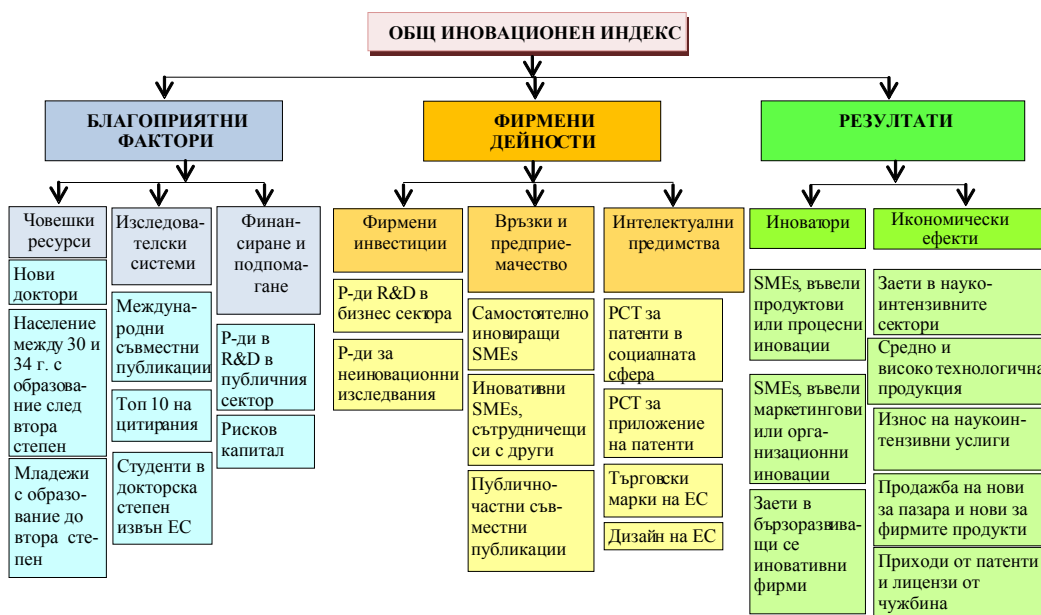 ОБЩ ИНОВАЦИОНЕН ИНДЕКС
БЛАГОПРИЯТНИ
ФАКТОРИ
ФИРМЕНИ
ДЕЙНОСТИ
РЕЗУЛТАТИ
Човешки
ресурси
Изследова-
телски
системи
Финан-
сиране и
подпома-
гане
Фирмени
инвестиции
Връзки и
предприе-
мачество
Интелектуални
предимства
Иноватори
Икономически
ефекти
Нови
доктори
Население
между 30 и
34 г. с
образова-
ние след
втора
степен
Младежи
с образо-
вание до
втора степен
пен
Междуна-
родни
съвместни
публикации
Топ 10 на
цитирания
Студенти в
докторска
степен
извън ЕС
Р-ди в
R&D в
публичния
сектор
Рисков
капитал
Р-ди R&D в
бизнес сектора
Р-ди за
неиновационни
изледвания
Самостоятелно
иновиращи
SMEs
Иновативни
SMEs,
сътрудничещи
си с други
Публично-
частни съв-
местни
публикации
РСТ за
патенти в
социалната
сфера
РСТ за
приложение
на патенти
Търговски
марки на ЕС
Дизайн на ЕС
SMEs, въвели
продуктови
или процесни
иновации
SMEs, въвели
маркетингови
или орга-
низационни
иновации
Заети в
бързоразвива-
щи се
иновативни
фирми
Заети в науко-
интензивните
сектори
Средно и
високо технологична
продукция
Износ на наукоин-
тензивни услиги
Продажба на нови
за пазара и нови за
фирмите продукти
Приходи от патенти
и лицензи от
чужбина